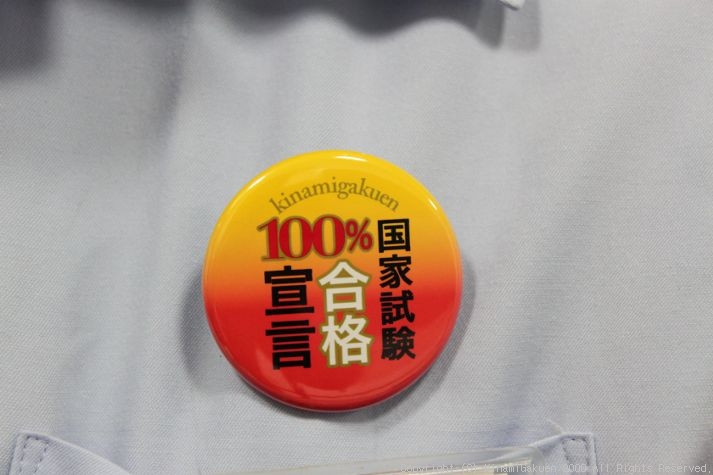 kinamigakuen
国家試験
100%
合格
宣言